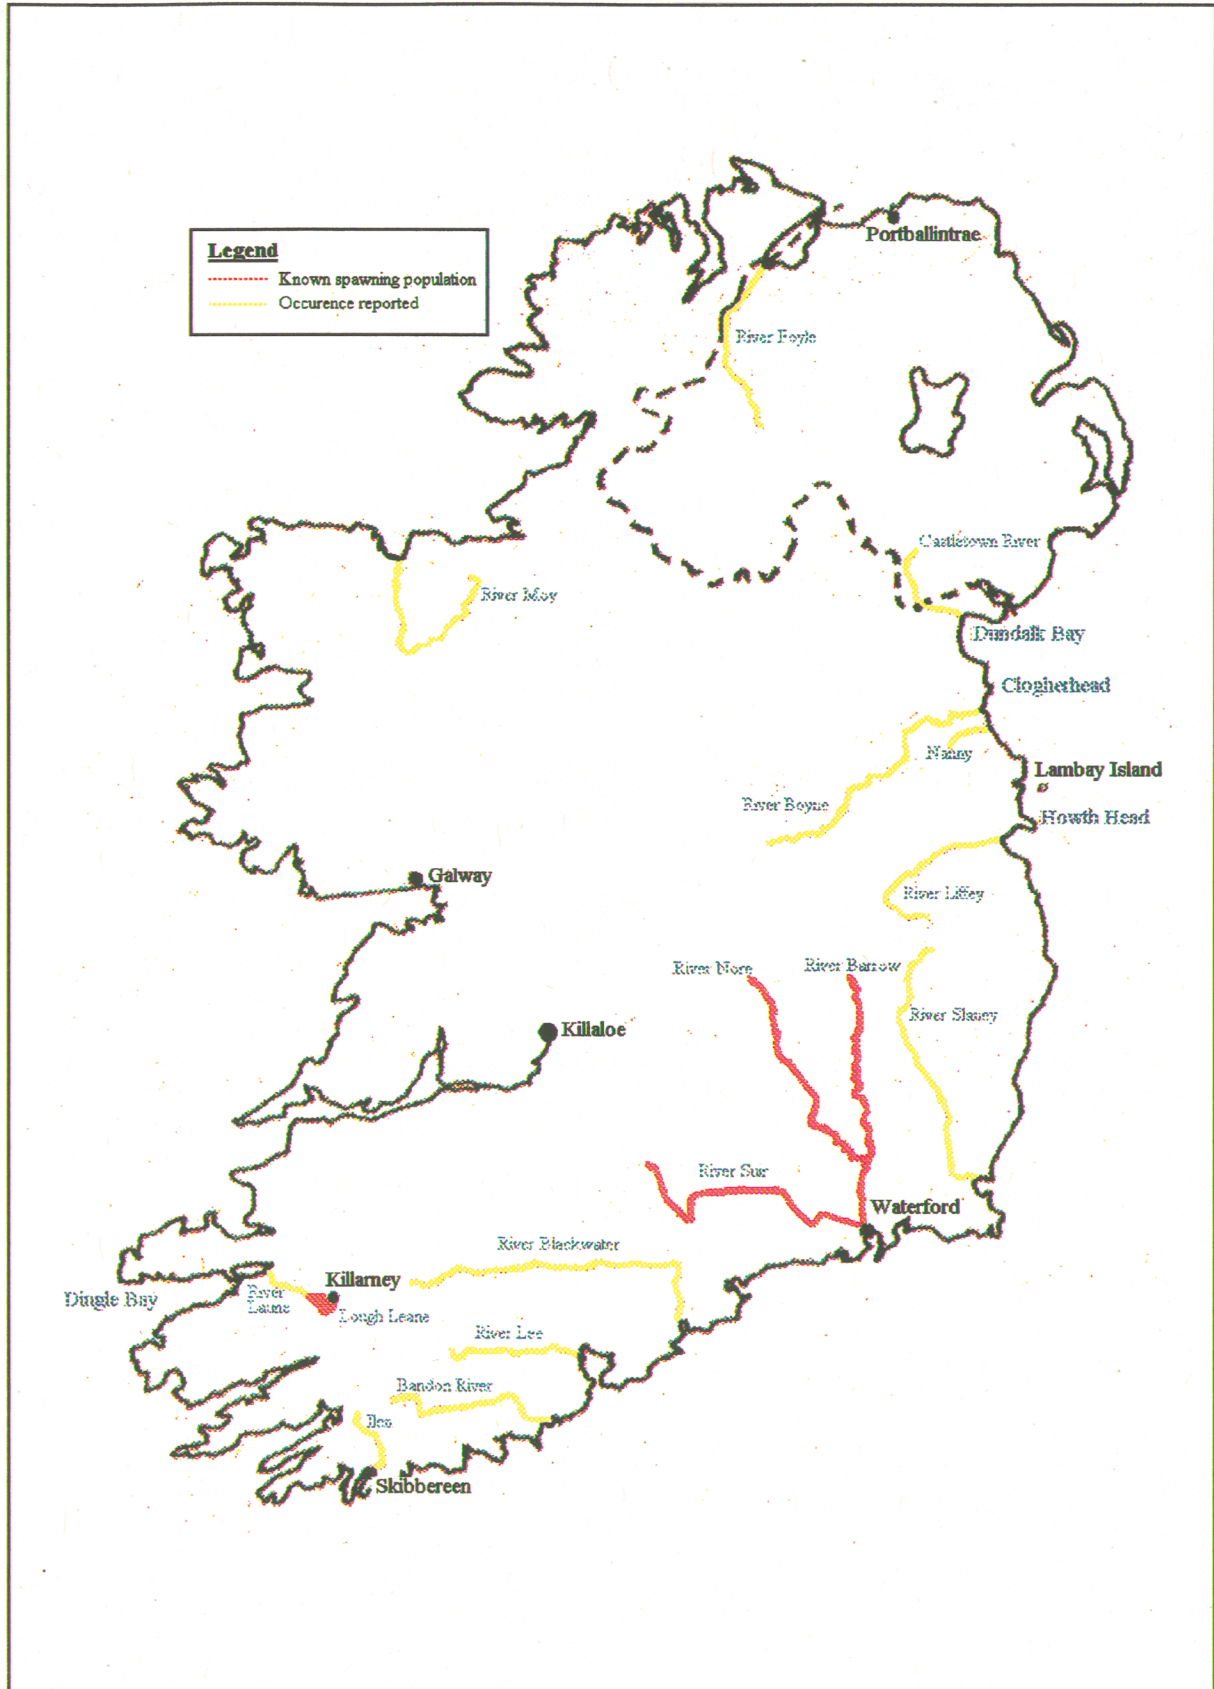 Portballintrae
Legend
Known spawning population
Occurence reported
River Foyle
Castletown River
River Moy
Dundalk Bay
Clogherhead
Nanny
Lambay Island
River Boyne
Howth Head
Galway
River Liffey
River Nore
River Barrow
River Slaney
Killaloe
River Suir
Waterford
River Blackwater
Killarney
Dingle Bay
River
Laune
Lough Leane
River Lee
Bandon River
Ilen
Skibbereen